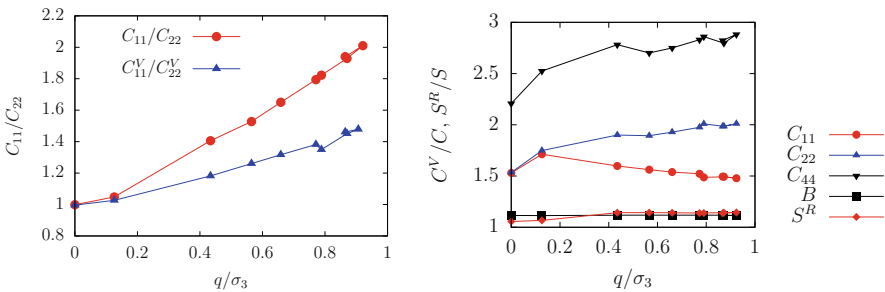 2.2
2
1.8
1.6
1.4
1.2
1
0.8
C₁₁/C₂₂
C₁₁/C₂₂
C₁₁ⱽ/C₂₂ⱽ
0 0.2 0.4 0.6 0.8 1
q/σ₃
3
2.5
2
1.5
1
Cⱽ/C, Sᴿ/S
0 0.2 0.4 0.6 0.8 1
q/σ₃
C₁₁
C₂₂
C₄₄
B
Sᴿ